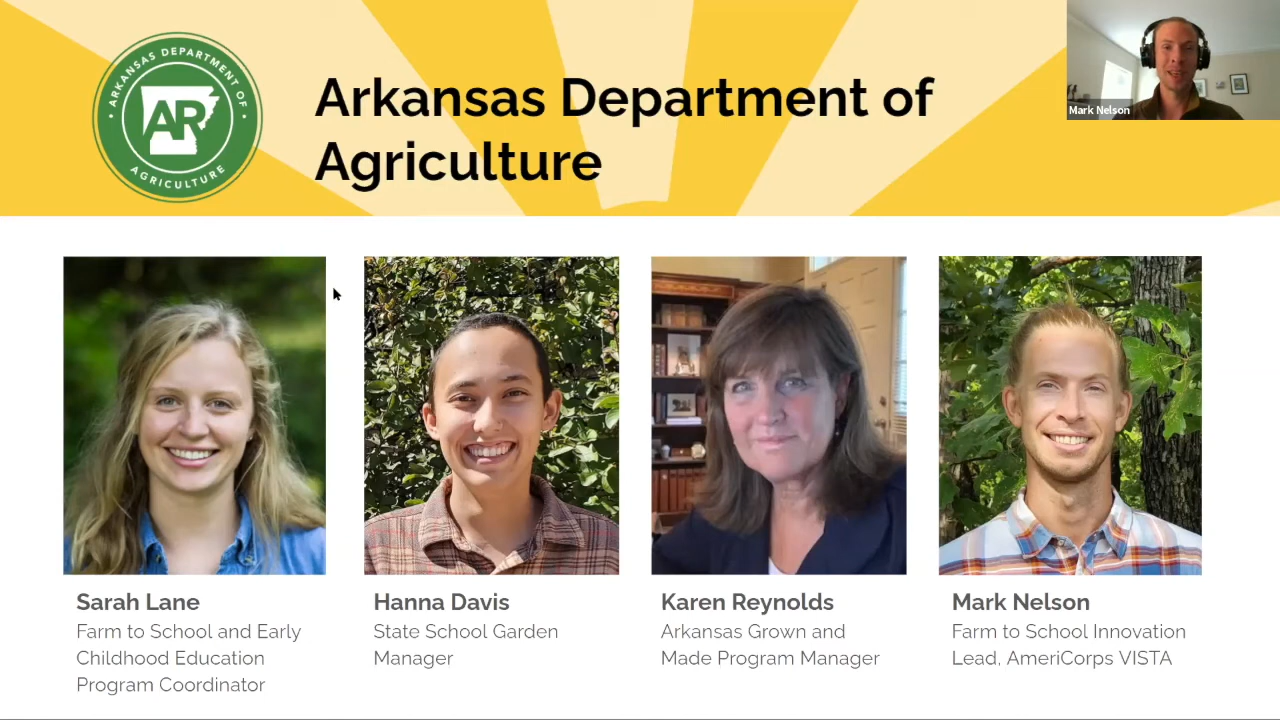 ARKANSAS DEPARTMENT OF
AR
AGRICULTURE
Arkansas Department of
Agriculture
Mark Nelson
Sarah Lane
Farm to School and Early
Childhood Education
Program Coordinator
Hanna Davis
State School Garden
Manager
Karen Reynolds
Arkansas Grown and
Made Program Manager
Mark Nelson
Farm to School Innovation
Lead, AmeriCorps VISTA